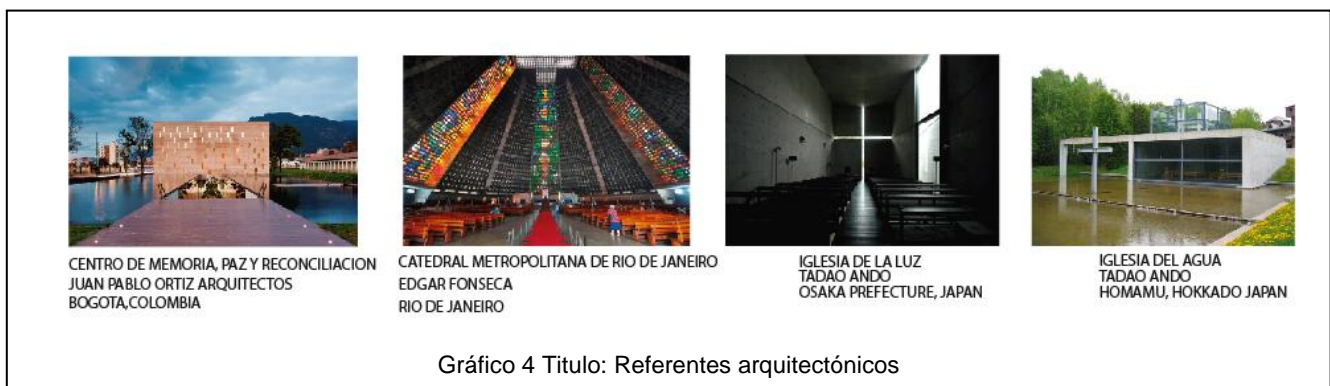 CENTRO DE MEMORIA, PAZ Y RECONCILIACION
JUAN PABLO ORTIZ ARQUITECTOS
BOGOTA,COLOMBIA
CATEDRAL METROPOLITANA DE RIO DE JANEIRO
EDGAR FONSECA
RIO DE JANEIRO
IGLESIA DE LA LUZ
TADAO ANDO
OSAKA PREFECTURE, JAPAN
IGLESIA DEL AGUA
TADAO ANDO
HOMAMU, HOKKADO JAPAN
Gráfico 4 Titulo: Referentes arquitectónicos